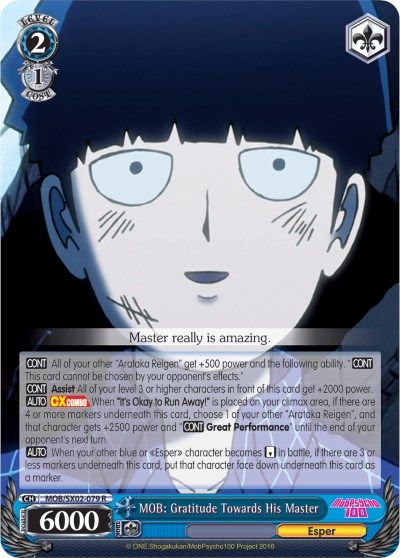 LEVEL
2
1
COST
Master really is amazing.
CONT All of your other "Arataka Reigen" get +500 power and the following ability. "CONT
This card cannot be chosen by your opponent's effects."
CONT Assist All of your level 3 or higher characters in front of this card get +2000 power.
AUTO CXCOMBO When "It's Okay to Run Away!" is placed on your climax area, if there are
4 or more markers underneath this card, choose 1 of your other "Arataka Reigen", and
that character gets +2500 power and "CONT Great Performance" until the end of your
opponent's next turn.
AUTO When your other blue or «Esper» character becomes in battle, if there are 3 or
less markers underneath this card, put that character face down underneath this card as
a marker.
CH MOB/SX02-079 R
POWER 6000
MOB: Gratitude Towards His Master
MobPsycho
100
Esper
© ONE,Shogakukan/MobPsycho100 Project 2016